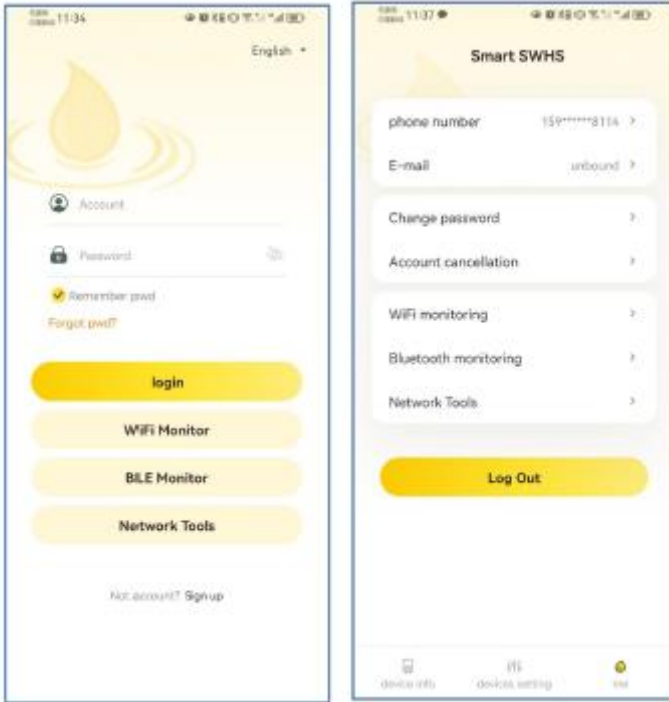 11:34
English
Account
Password
Remember pwd
Forgot pwd?
login
WiFi Monitor
BLE Monitor
Network Tools
Not account? Sign up
11:37
Smart SWHS
phone number 159******8114
E-mail unbound
Change password
Account cancellation
WiFi monitoring
Bluetooth monitoring
Network Tools
Log Out
device info devices setting me